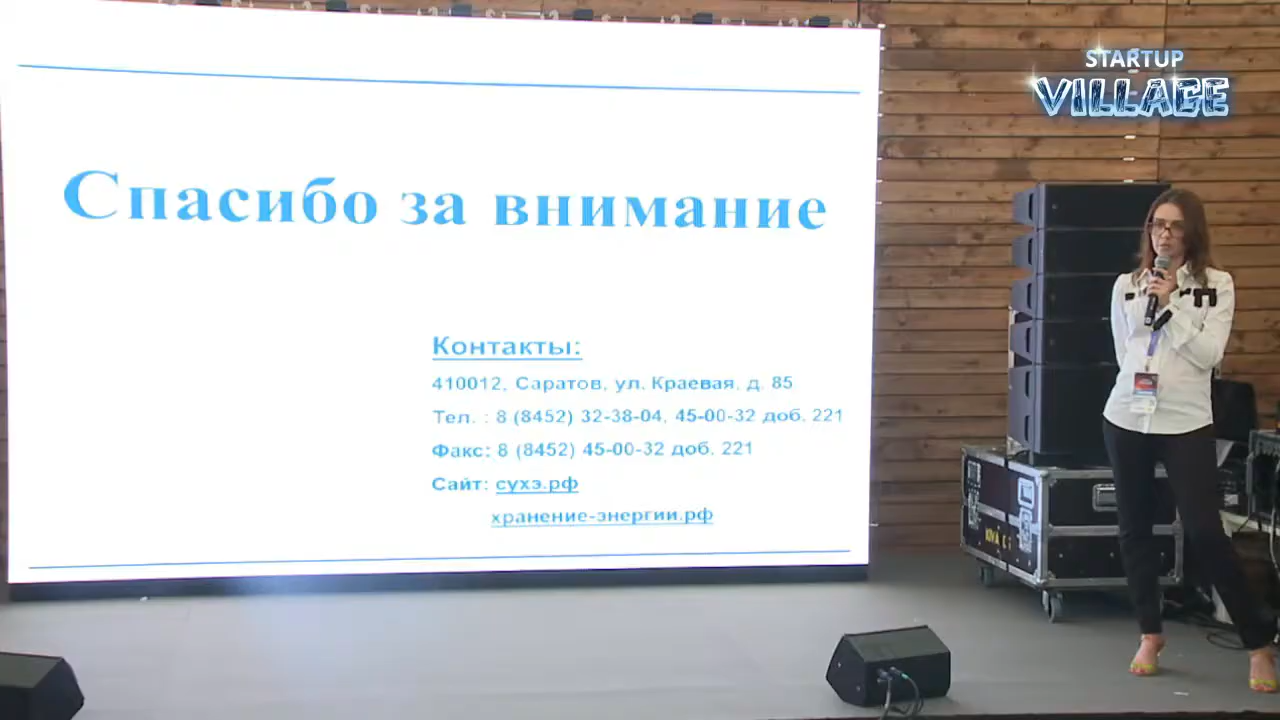 STARTUP
VILLAGE
Спасибо за внимание
Контакты:
410012, Саратов, ул. Краевая, д. 85
Тел. : 8 (8452) 32-38-04, 45-00-32 доб. 221
Факс: 8 (8452) 45-00-32 доб. 221
Сайт: сухэ.рф
хранение-энергии.рф